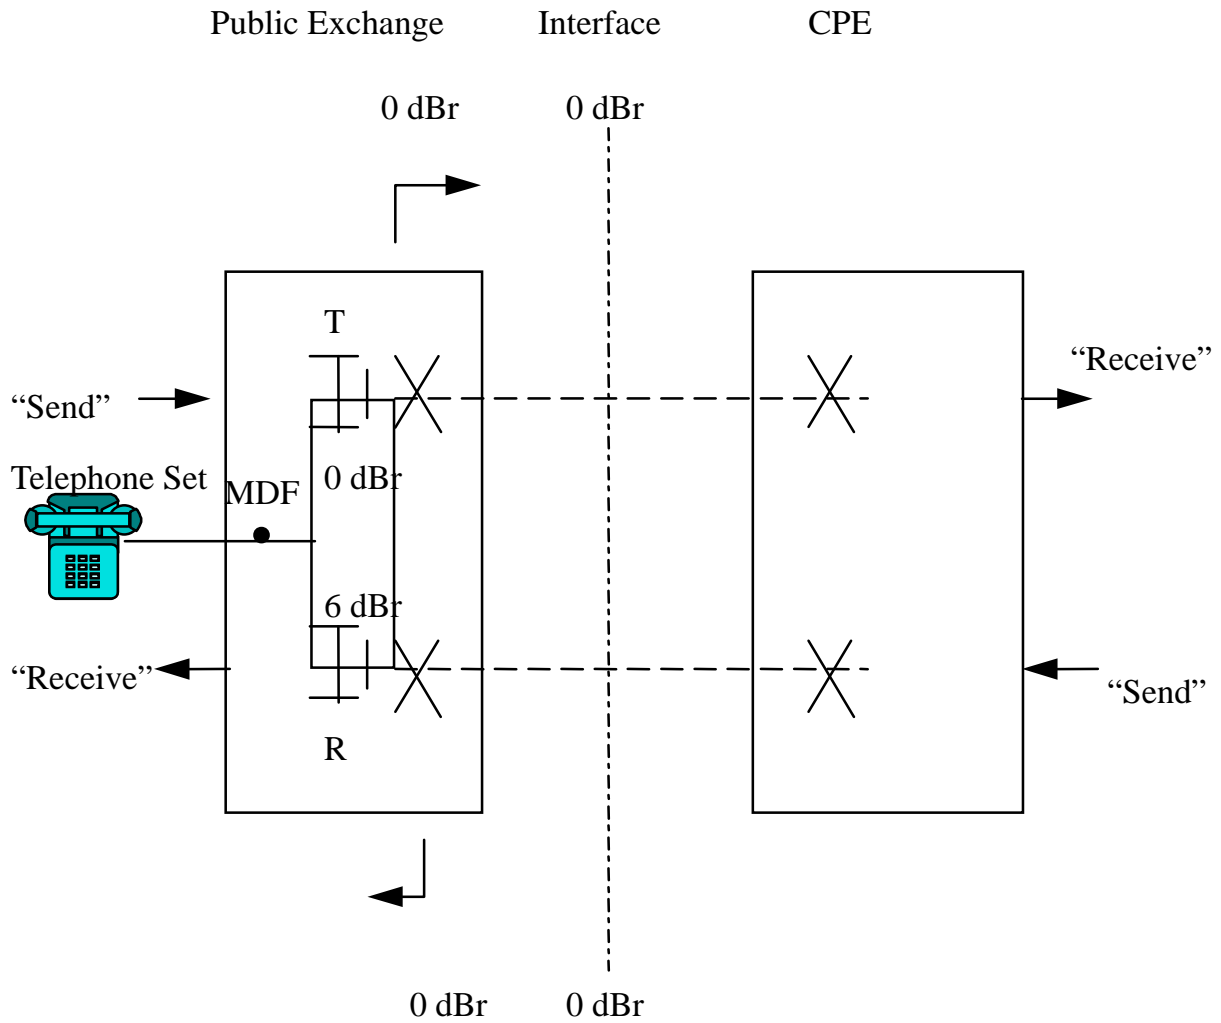 Public Exchange Interface CPE
0 dBr 0 dBr
T
“Receive”
“Send”
Telephone Set
MDF
0 dBr
6 dBr
“Receive”
“Send”
R
0 dBr 0 dBr